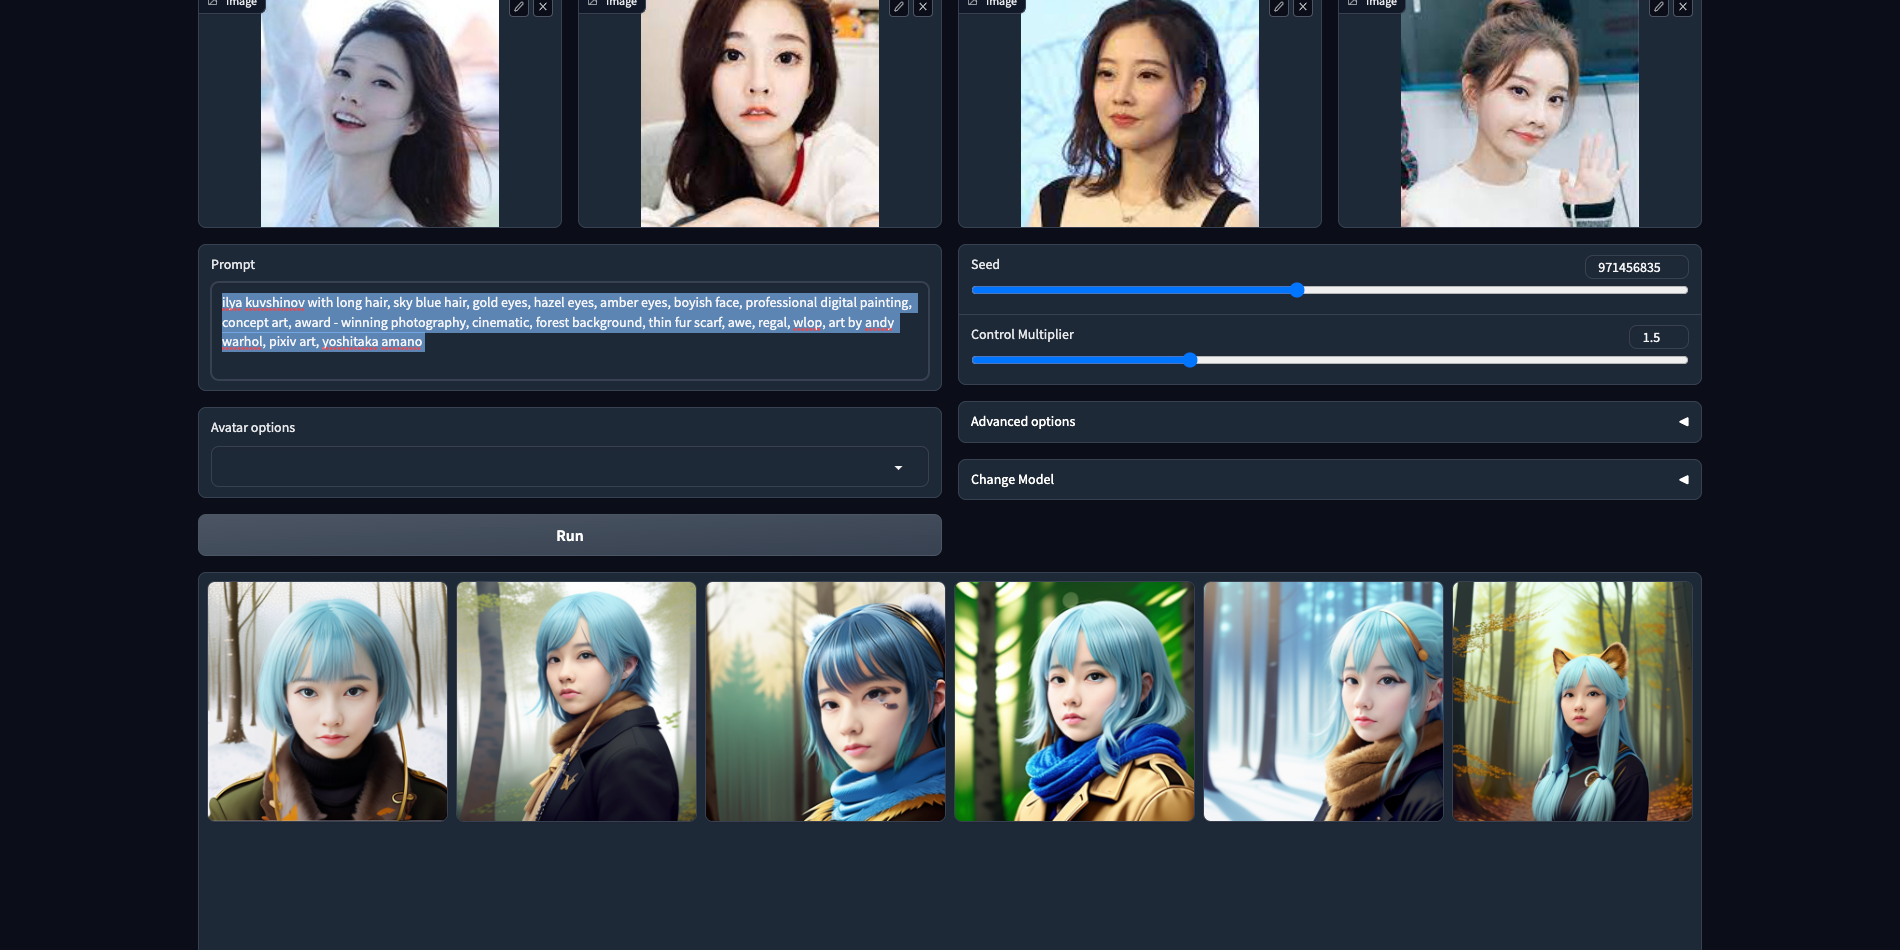 Image
Image
Image
Image
Prompt
ilya kuvshinov with long hair, sky blue hair, gold eyes, hazel eyes, amber eyes, boyish face, professional digital painting,
concept art, award - winning photography, cinematic, forest background, thin fur scarf, awe, regal, wlop, art by andy
warhol, pixiv art, yoshitaka amano
Seed
971456835
Control Multiplier
1.5
Avatar options
Advanced options
Change Model
Run